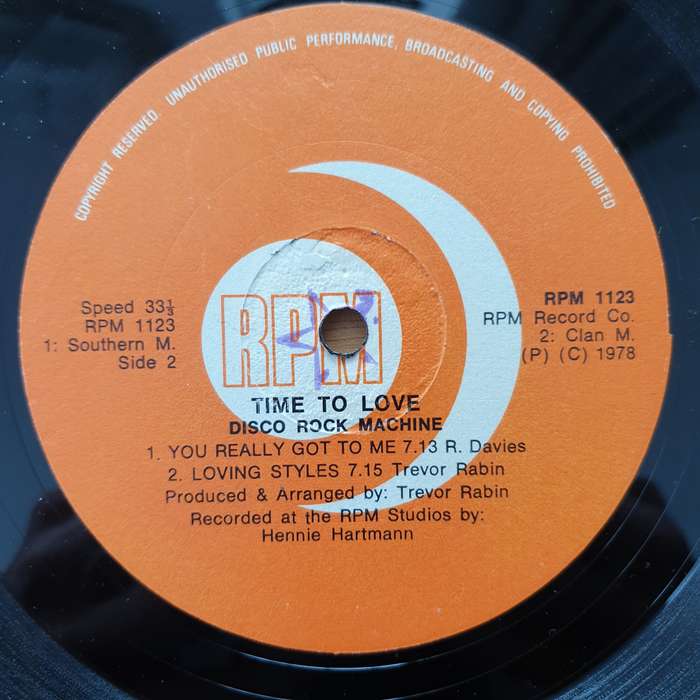 COPYRIGHT RESERVED. UNAUTHORISED PUBLIC PERFORMANCE, BROADCASTING AND COPYING PROHIBITED
Speed 33⅓
RPM 1123
1: Southern M.
Side 2
RPM
RPM 1123
RPM Record Co.
2: Clan M.
(P) (C) 1978
TIME TO LOVE
DISCO ROCK MACHINE
1. YOU REALLY GOT TO ME 7.13 R. Davies
2. LOVING STYLES 7.15 Trevor Rabin
Produced & Arranged by: Trevor Rabin
Recorded at the RPM Studios by:
Hennie Hartmann